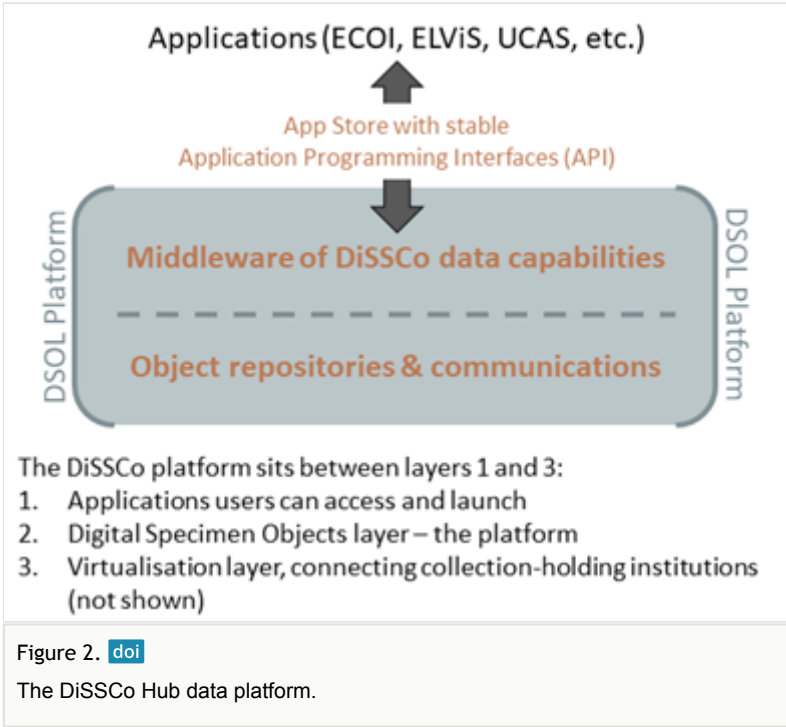 Applications (ECOI, ELViS, UCAS, etc.)
App Store with stable
Application Programming Interfaces (API)
DSOL Platform
Middleware of DiSSCo data capabilities
Object repositories & communications
DSOL Platform
The DiSSCo platform sits between layers 1 and 3:
1. Applications users can access and launch
2. Digital Specimen Objects layer – the platform
3. Virtualisation layer, connecting collection-holding institutions
(not shown)
Figure 2. doi
The DiSSCo Hub data platform.